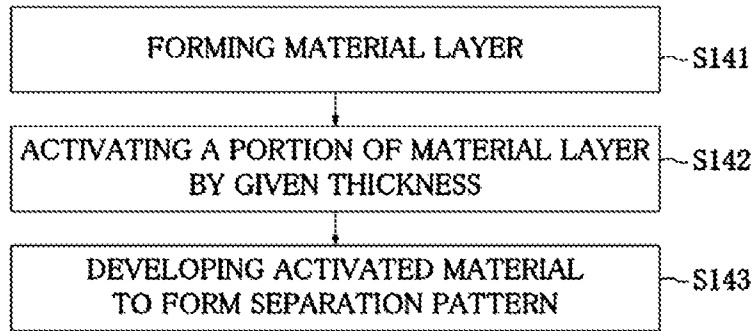 FORMING MATERIAL LAYER
S141
ACTIVATING A PORTION OF MATERIAL LAYER
BY GIVEN THICKNESS
S142
DEVELOPING ACTIVATED MATERIAL
TO FORM SEPARATION PATTERN
S143